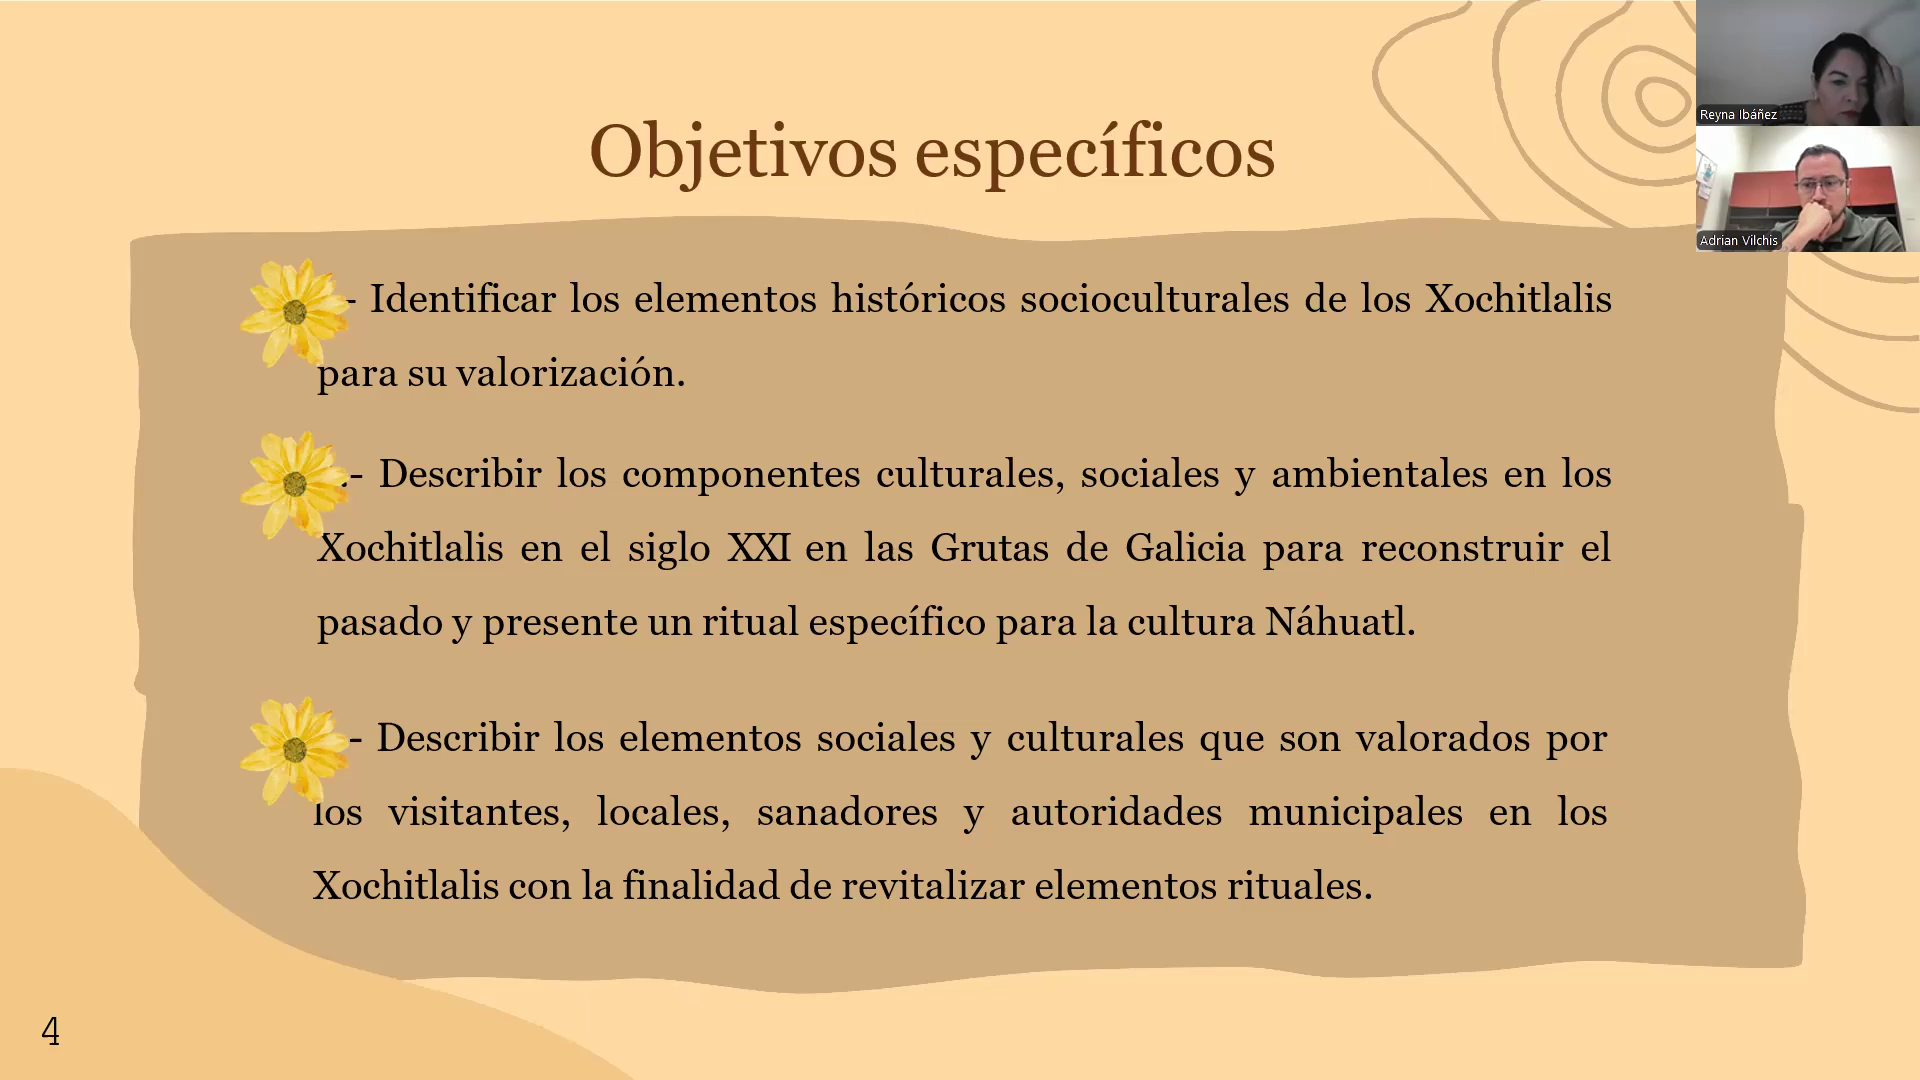 Objetivos específicos
- Identificar los elementos históricos socioculturales de los Xochitlalis
para su valorización.
.- Describir los componentes culturales, sociales y ambientales en los
Xochitlalis en el siglo XXI en las Grutas de Galicia para reconstruir el
pasado y presente un ritual específico para la cultura Náhuatl.
- Describir los elementos sociales y culturales que son valorados por
los visitantes, locales, sanadores y autoridades municipales en los
Xochitlalis con la finalidad de revitalizar elementos rituales.
4
Reyna Ibáñez
Adrian Vilchis